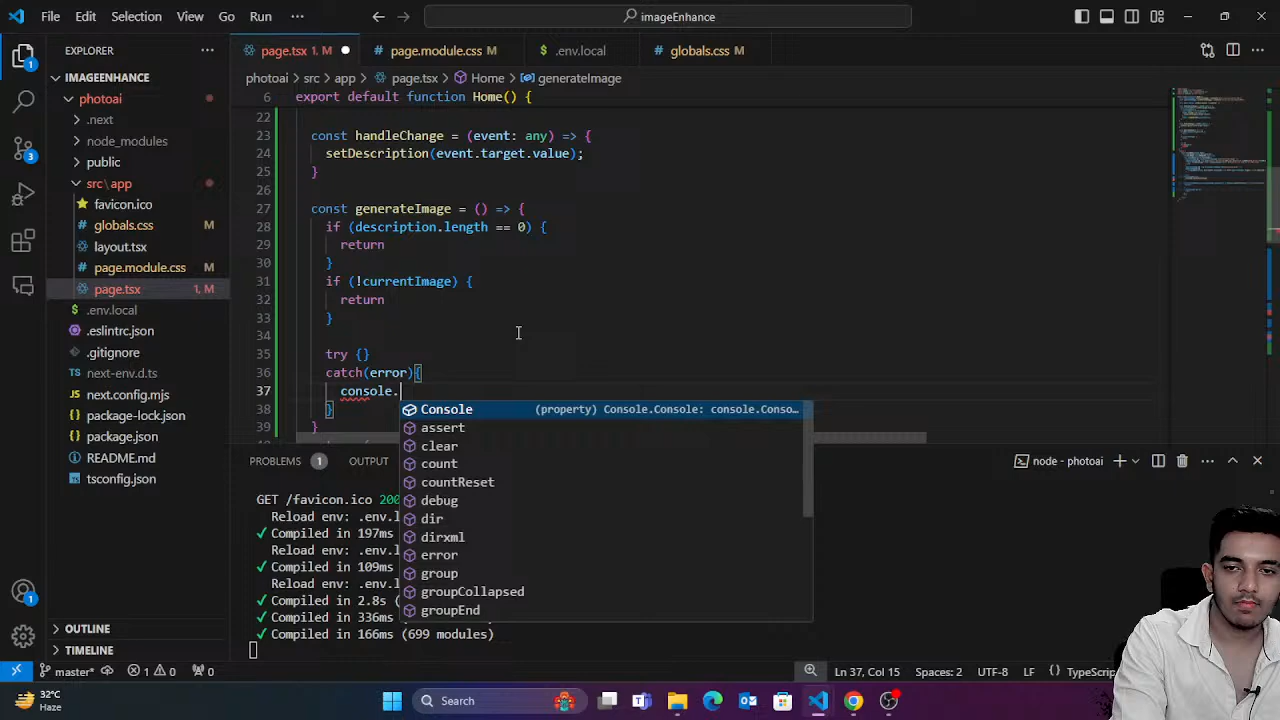 File Edit Selection View Go Run ··· imageEnhance
EXPLORER ···
page.tsx 1, M
page.module.css M
.env.local
globals.css M
IMAGEENHANCE
photoai > src > app > page.tsx > Home > generateImage
photoai
.next
node_modules
public
src\app
favicon.ico
globals.css M
layout.tsx
page.module.css M
page.tsx 1, M
.env.local
.eslintrc.json
.gitignore
next-env.d.ts
next.config.mjs
package-lock.json
package.json
README.md
tsconfig.json
OUTLINE
TIMELINE
1
3
1
6 export default function Home() {
22
23 const handleChange = (event: any) => {
24 setDescription(event.target.value);
25 }
26
27 const generateImage = () => {
28 if (description.length == 0) {
29 return
30 }
31 if (!currentImage) {
32 return
33 }
34
35 try {}
36 catch(error){
37 console.
38 }
39 }
Console (property) Console.Console: console.Conso…
assert
clear
count
countReset
debug
dir
dirxml
error
group
groupCollapsed
groupEnd
PROBLEMS 1 OUTPUT
node - photoai
GET /favicon.ico 200
Reload env: .env.l
✓ Compiled in 197ms
Reload env: .env.l
✓ Compiled in 109ms
Reload env: .env.l
✓ Compiled in 2.8s (
✓ Compiled in 336ms
✓ Compiled in 166ms (699 modules)
master* 1 0 0 Ln 37, Col 15 Spaces: 2 UTF-8 LF {} TypeScrip
32°C
Haze
Search